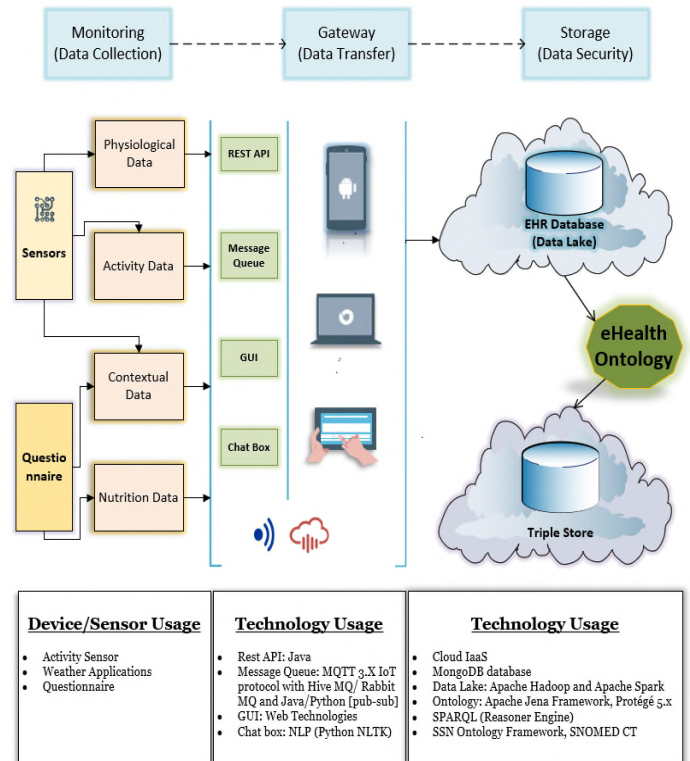 Monitoring
(Data Collection)
Gateway
(Data Transfer)
Storage
(Data Security)
Physiological
Data
REST API
Sensors
Activity Data
Message
Queue
EHR Database
(Data Lake)
GUI
eHealth
Ontology
Contextual
Data
Questio
nnaire
Chat Box
Nutrition Data
Triple Store
Device/Sensor Usage
• Activity Sensor
• Weather Applications
• Questionnaire
Technology Usage
• Rest API: Java
• Message Queue: MQTT 3.X IoT
protocol with Hive MQ/ Rabbit
MQ and Java/Python [pub-sub]
• GUI: Web Technologies
• Chat box: NLP (Python NLTK)
Technology Usage
• Cloud IaaS
• MongoDB database
• Data Lake: Apache Hadoop and Apache Spark
• Ontology: Apache Jena Framework, Protégé 5.x
• SPARQL (Reasoner Engine)
• SSN Ontology Framework, SNOMED CT